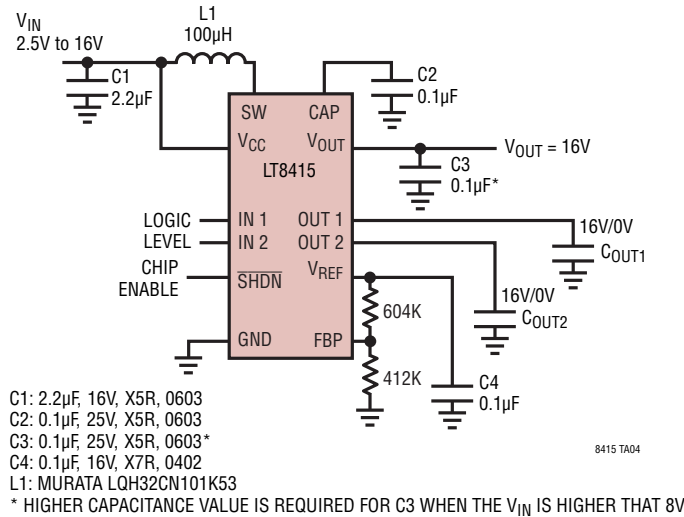 VIN
2.5V to 16V
L1
100µH
C1
2.2µF
C2
0.1µF
SW
CAP
VCC
VOUT
LT8415
VOUT = 16V
C3
0.1µF*
LOGIC
LEVEL
IN 1
IN 2
OUT 1
OUT 2
16V/0V
COUT1
CHIP
ENABLE
SHDN
VREF
604K
16V/0V
COUT2
GND
FBP
412K
C4
0.1µF
C1: 2.2µF, 16V, X5R, 0603
C2: 0.1µF, 25V, X5R, 0603
C3: 0.1µF, 25V, X5R, 0603*
C4: 0.1µF, 16V, X7R, 0402
L1: MURATA LQH32CN101K53
* HIGHER CAPACITANCE VALUE IS REQUIRED FOR C3 WHEN THE VIN IS HIGHER THAT 8V
8415 TA04